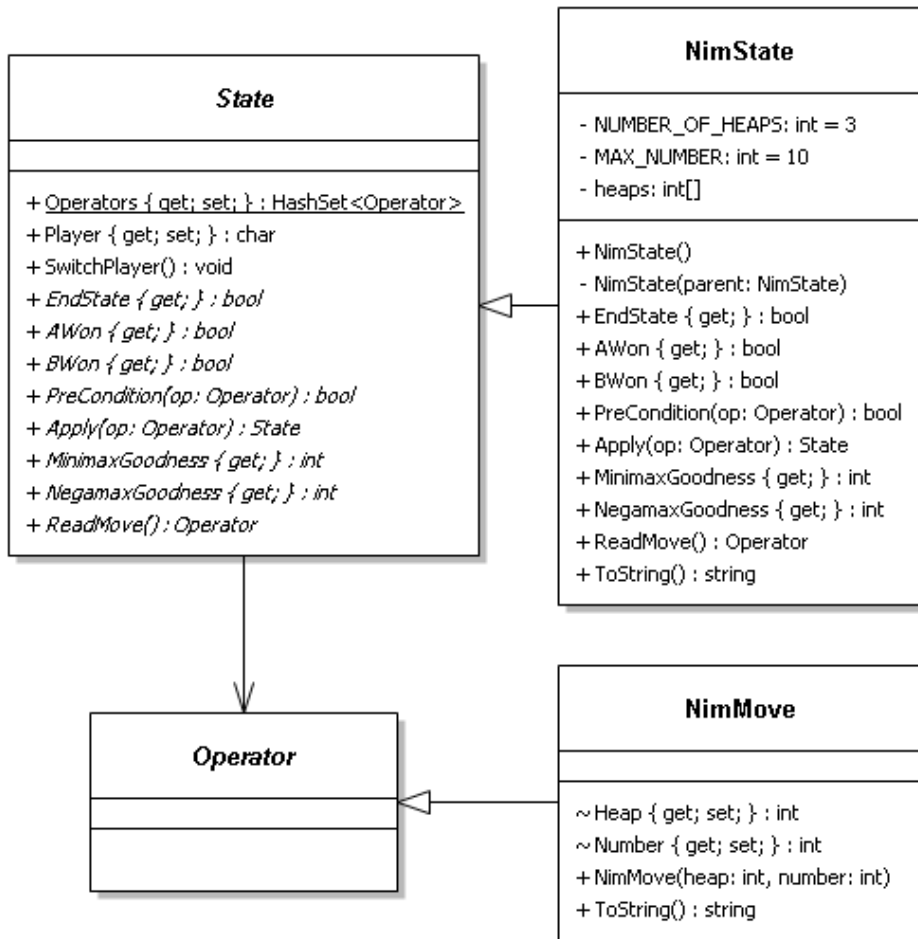 State
+ Operators { get; set; } : HashSet<Operator>
+ Player { get; set; } : char
+ SwitchPlayer() : void
+ EndState { get; } : bool
+ AWon { get; } : bool
+ BWon { get; } : bool
+ PreCondition(op: Operator) : bool
+ Apply(op: Operator) : State
+ MinimaxGoodness { get; } : int
+ NegamaxGoodness { get; } : int
+ ReadMove() : Operator
NimState
- NUMBER_OF_HEAPS: int = 3
- MAX_NUMBER: int = 10
- heaps: int[]
+ NimState()
- NimState(parent: NimState)
+ EndState { get; } : bool
+ AWon { get; } : bool
+ BWon { get; } : bool
+ PreCondition(op: Operator) : bool
+ Apply(op: Operator) : State
+ MinimaxGoodness { get; } : int
+ NegamaxGoodness { get; } : int
+ ReadMove() : Operator
+ ToString() : string
Operator
NimMove
~ Heap { get; set; } : int
~ Number { get; set; } : int
+ NimMove(heap: int, number: int)
+ ToString() : string